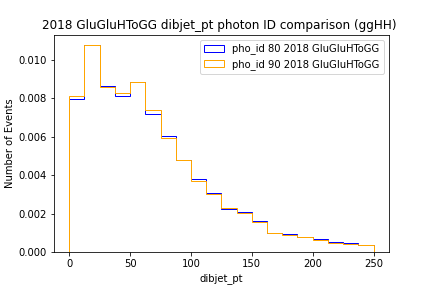 2018 GluGluHToGG dibjet_pt photon ID comparison (ggHH)
pho_id 80 2018 GluGluHToGG
pho_id 90 2018 GluGluHToGG
Number of Events
0.010
0.008
0.006
0.004
0.002
0.000
0 50 100 150 200 250
dibjet_pt